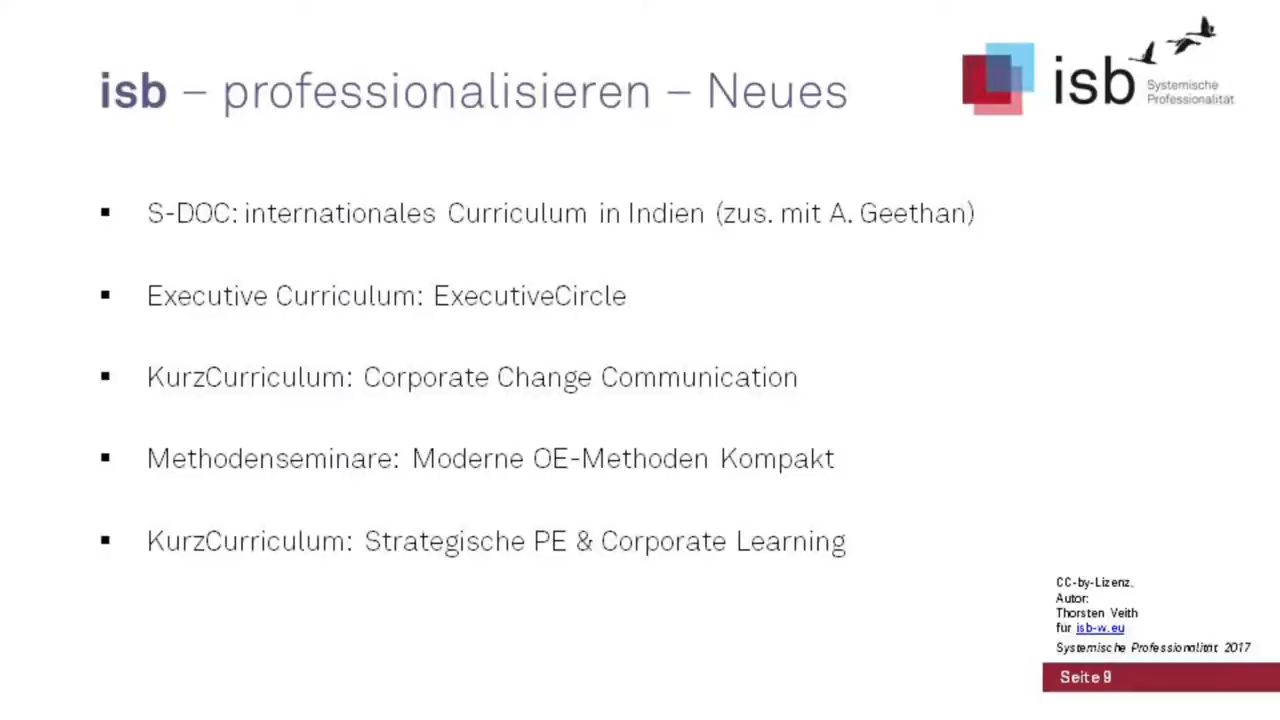 isb – professionalisieren – Neues
isb
Systemische
Professionalität
▪ S-DOC: internationales Curriculum in Indien (zus. mit A. Geethan)
▪ Executive Curriculum: ExecutiveCircle
▪ KurzCurriculum: Corporate Change Communication
▪ Methodenseminare: Moderne OE-Methoden Kompakt
▪ KurzCurriculum: Strategische PE & Corporate Learning
CC-by-Lizenz,
Autor:
Thorsten Veith
für isb-w.eu
Systemische Professionalität 2017
Seite 9